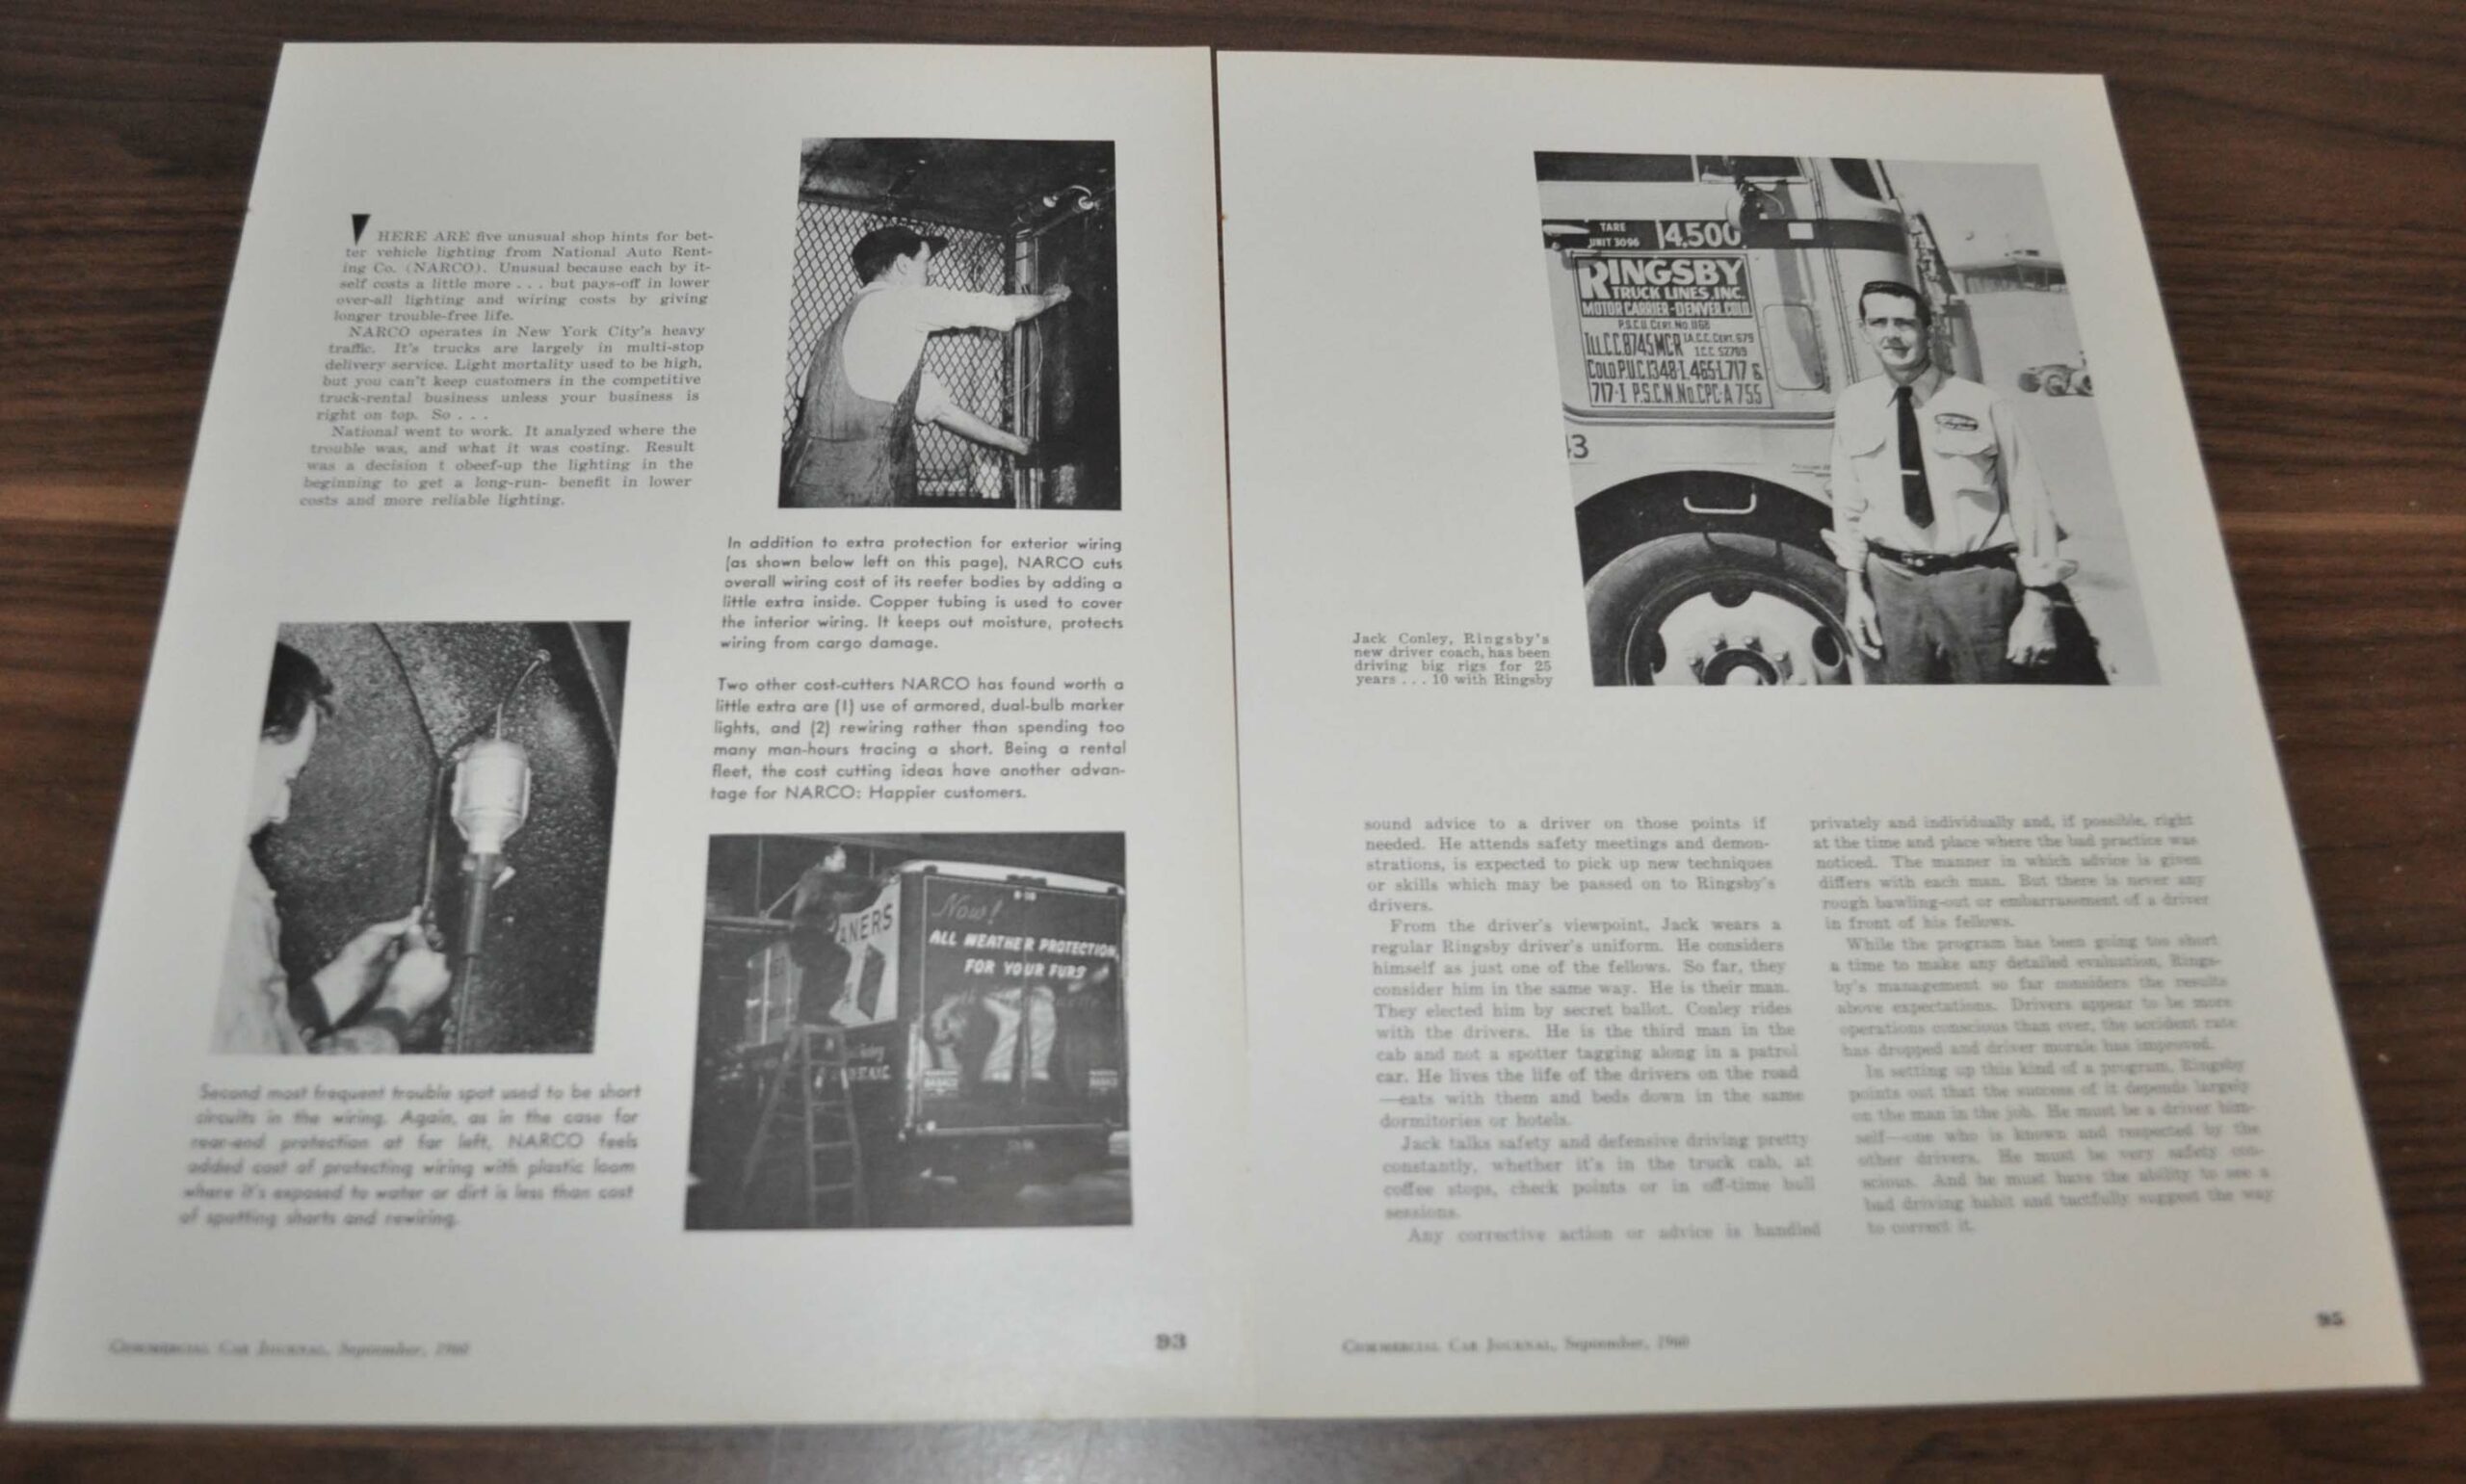 HERE ARE five unusual shop hints for bet-
ter vehicle lighting from National Auto Rent-
ing Co. (NARCO). Unusual because each by it-
self costs a little more . . . but pays-off in lower
over-all lighting and wiring costs by giving
longer trouble-free life.
NARCO operates in New York City's heavy
traffic. It's trucks are largely in multi-stop
delivery service. Light mortality used to be high,
but you can't keep customers in the competitive
truck-rental business unless your business is
right on top. So . . .
National went to work. It analyzed where the
trouble was, and what it was costing. Result
was a decision t obeef-up the lighting in the
beginning to get a long-run- benefit in lower
costs and more reliable lighting.
In addition to extra protection for exterior wiring
(as shown below left on this page), NARCO cuts
overall wiring cost of its reefer bodies by adding a
little extra inside. Copper tubing is used to cover
the interior wiring. It keeps out moisture, protects
wiring from cargo damage.
Two other cost-cutters NARCO has found worth a
little extra are (1) use of armored, dual-bulb marker
lights, and (2) rewiring rather than spending too
many man-hours tracing a short. Being a rental
fleet, the cost cutting ideas have another advan-
tage for NARCO: Happier customers.
Second most frequent trouble spot used to be short
circuits in the wiring. Again, as in the case for
rear-end protection at far left, NARCO feels
added cost of protecting wiring with plastic loom
where it's exposed to water or dirt is less than cost
of spotting shorts and rewiring.
ANERS
Now!
ALL WEATHER PROTECTION
FOR YOUR FURS
COMMERCIAL CAR JOURNAL, September, 1960
93
TARE
UNIT 3096
14,500
RINGSBY
TRUCK LINES, INC.
MOTOR CARRIER-DENVER, COLO.
P.S.C.U. CERT. NO. 1162
ILL.C.C.8745MCR I.A.C.C. CERT. 679
I.C.C. 52709
COLO.P.U.C.1348-I, 465-I, 717 &
717-I P.S.C.N. NO. CPC-A 755
3
Jack Conley, Ringsby's
new driver coach, has been
driving big rigs for 25
years . . . 10 with Ringsby
sound advice to a driver on those points if
needed. He attends safety meetings and demon-
strations, is expected to pick up new techniques
or skills which may be passed on to Ringsby's
drivers.
From the driver's viewpoint, Jack wears a
regular Ringsby driver's uniform. He considers
himself as just one of the fellows. So far, they
consider him in the same way. He is their man.
They elected him by secret ballot. Conley rides
with the drivers. He is the third man in the
cab and not a spotter tagging along in a patrol
car. He lives the life of the drivers on the road
—eats with them and beds down in the same
dormitories or hotels.
Jack talks safety and defensive driving pretty
constantly, whether it's in the truck cab, at
coffee stops, check points or in off-time bull
sessions.
Any corrective action or advice is handled
privately and individually and, if possible, right
at the time and place where the bad practice was
noticed. The manner in which advice is given
differs with each man. But there is never any
rough bawling-out or embarrassment of a driver
in front of his fellows.
While the program has been going too short
a time to make any detailed evaluation, Rings-
by's management so far considers the results
above expectations. Drivers appear to be more
operations conscious than ever, the accident rate
has dropped and driver morale has improved.
In setting up this kind of a program, Ringsby
points out that the success of it depends largely
on the man in the job. He must be a driver him-
self—one who is known and respected by the
other drivers. He must be very safety con-
scious. And he must have the ability to see a
bad driving habit and tactfully suggest the way
to correct it.
COMMERCIAL CAR JOURNAL, September, 1960
95